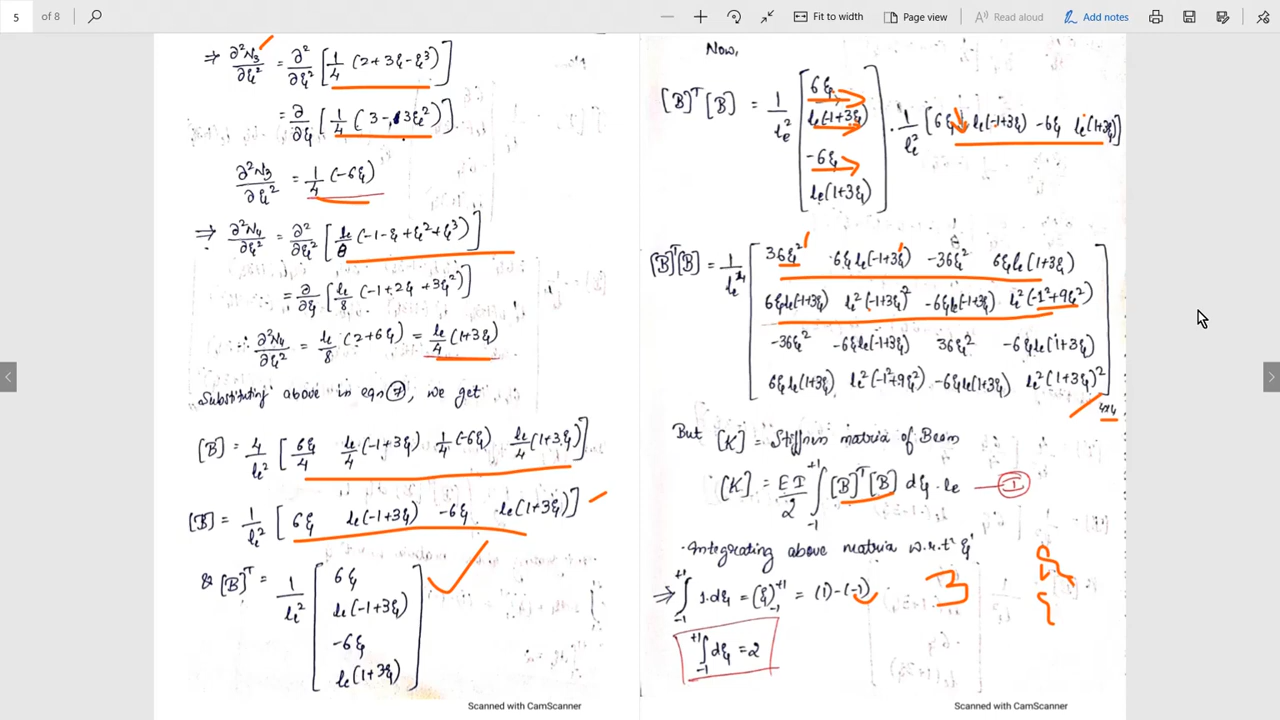 5 of 8
Fit to width
Page view
Read aloud
Add notes
⇒ ∂²N₃/∂ξ² = ∂²/∂ξ² [1/4 (2+3ξ-ξ³)]
= ∂/∂ξ [1/4 (3-3ξ²)].
∂²N₃/∂ξ² = 1/4 (-6ξ)
⇒ ∂²N₄/∂ξ² = ∂²/∂ξ² [le/8 (-1-ξ+ξ²+ξ³)]
= ∂/∂ξ [le/8 (-1+2ξ+3ξ²)]
∴ ∂²N₄/∂ξ² = le/8 (2+6ξ) = le/4 (1+3ξ)
Substituting above in eqn ⑦, we get
[B] = 4/le² [6ξ/4 le/4(-1+3ξ) 1/4(-6ξ) le/4(1+3ξ)]
[B] = 1/le² [6ξ le(-1+3ξ) -6ξ le(1+3ξ)]
& [B]ᵀ = 1/le² [6ξ
le(-1+3ξ)
-6ξ
le(1+3ξ)]
Scanned with CamScanner
Now,
[B]ᵀ[B] = 1/le² [6ξ
le(-1+3ξ)
-6ξ
le(1+3ξ)] · 1/le² [6ξ le(-1+3ξ) -6ξ le(1+3ξ)]
[B]ᵀ[B] = 1/le⁴ [36ξ² 6ξle(-1+3ξ) -36ξ² 6ξle(1+3ξ)
6ξle(-1+3ξ) le²(-1+3ξ)² -6ξle(-1+3ξ) le²(-1²+9ξ²)
-36ξ² -6ξle(-1+3ξ) 36ξ² -6ξle(1+3ξ)
6ξle(1+3ξ) le²(-1²+9ξ²) -6ξle(1+3ξ) le²(1+3ξ)²] 4x4
But [K] = Stiffness matrix of Beam
[K] = EI/2 ∫₋₁⁺¹ [B]ᵀ[B] dξ · le —①
Integrating above matrix w.r.t 'ξ'
⇒ ∫₋₁⁺¹ 1.dξ = (ξ)₋₁⁺¹ = (1)-(-1)
∫₋₁⁺¹ dξ = 2
Scanned with CamScanner